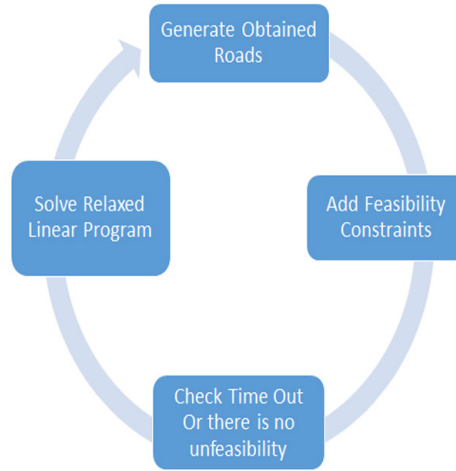 Generate Obtained
Roads
Add Feasibility
Constraints
Check Time Out
Or there is no
unfeasibility
Solve Relaxed
Linear Program